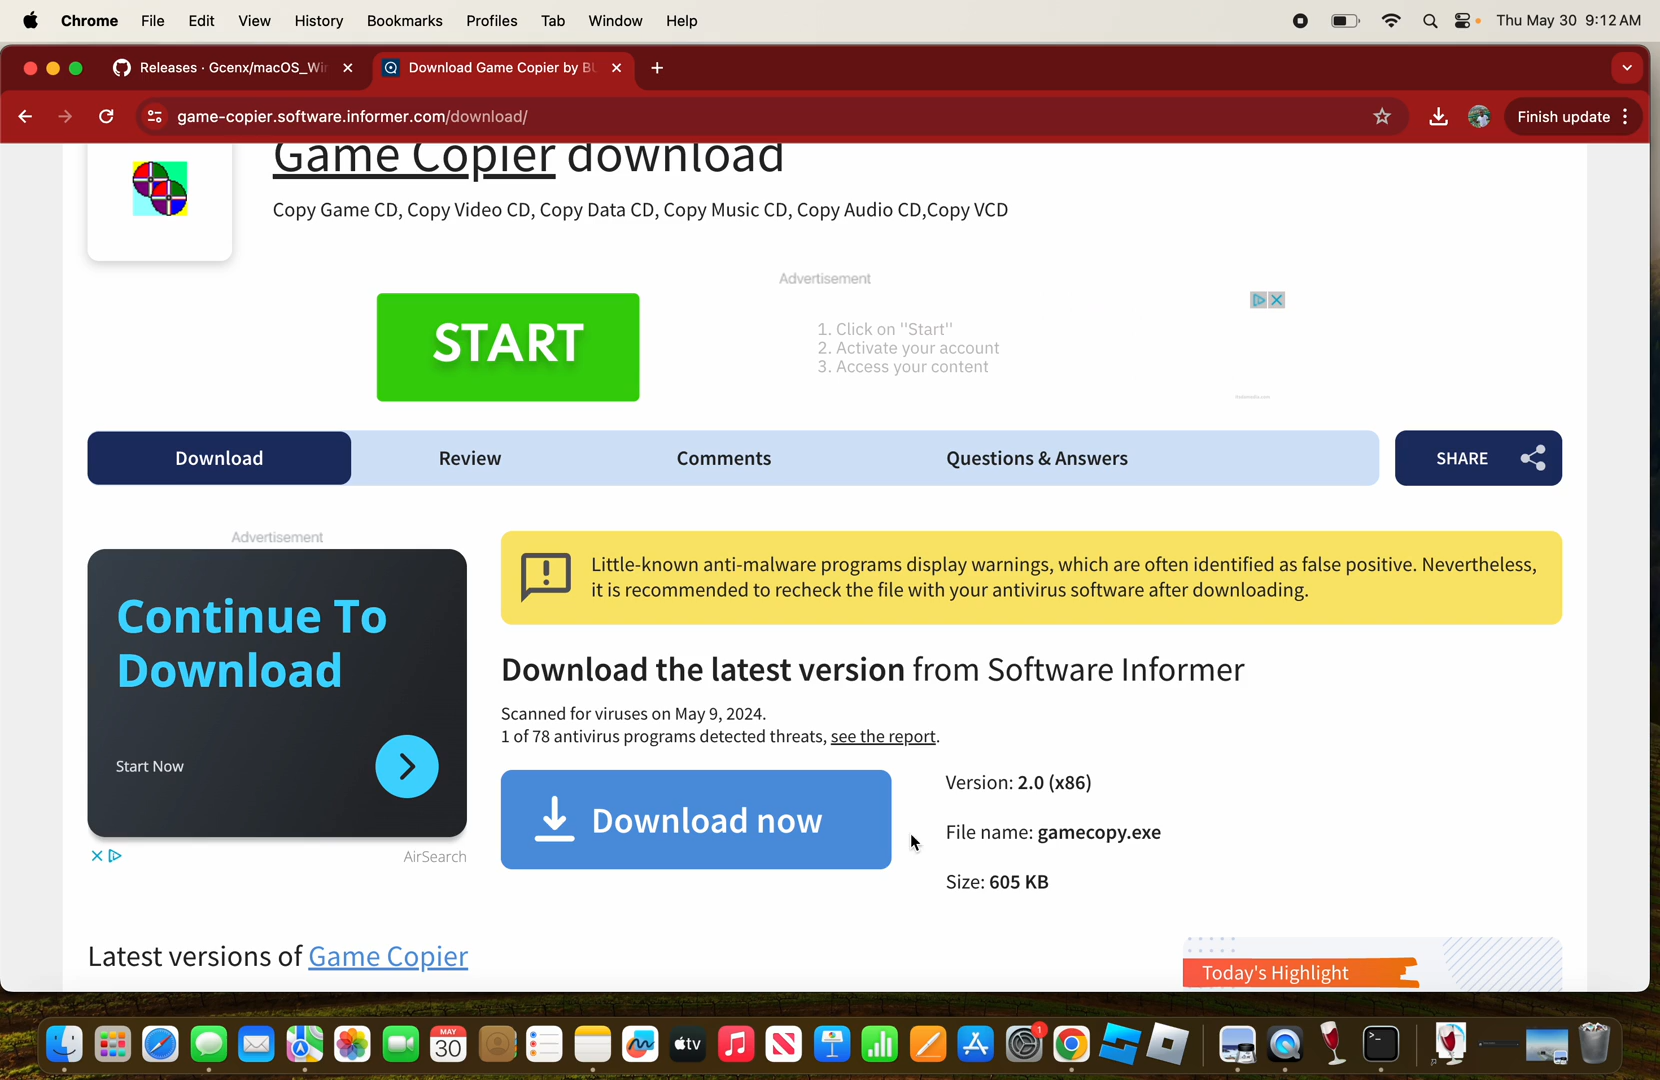 Chrome File Edit View History Bookmarks Profiles Tab Window Help Thu May 30 9:12 AM
Releases · Gcenx/macOS_Wi Download Game Copier by
game-copier.software.informer.com/download/ Finish update
Game Copier download
Copy Game CD, Copy Video CD, Copy Data CD, Copy Music CD, Copy Audio CD,Copy VCD
Advertisement
START
1. Click on "Start"
2. Activate your account
3. Access your content
Download Review Comments Questions & Answers SHARE
Advertisement
Continue To
Download
Start Now
AirSearch
Little-known anti-malware programs display warnings, which are often identified as false positive. Nevertheless,
it is recommended to recheck the file with your antivirus software after downloading.
Download the latest version from Software Informer
Scanned for viruses on May 9, 2024.
1 of 78 antivirus programs detected threats, see the report.
Download now
Version: 2.0 (x86)
File name: gamecopy.exe
Size: 605 KB
Latest versions of Game Copier
Today's Highlight
MAY
30
tv
1